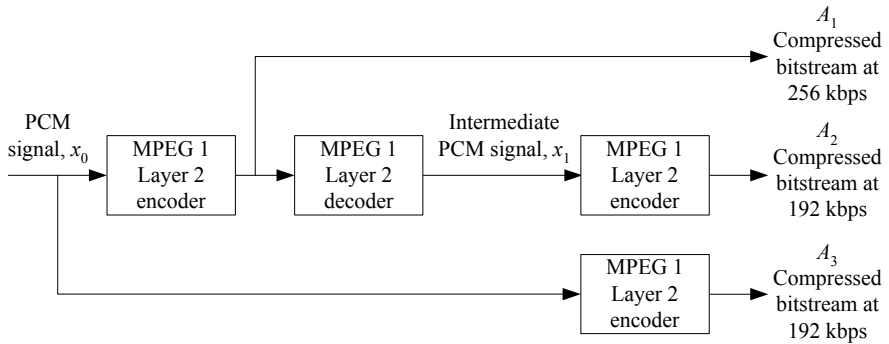 A1
Compressed
bitstream at
256 kbps
PCM
signal, x0
MPEG 1
Layer 2
encoder
MPEG 1
Layer 2
decoder
Intermediate
PCM signal, x1
MPEG 1
Layer 2
encoder
A2
Compressed
bitstream at
192 kbps
MPEG 1
Layer 2
encoder
A3
Compressed
bitstream at
192 kbps